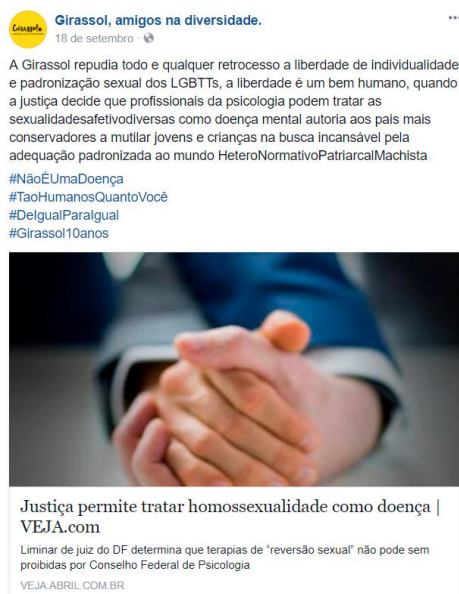 Girassol
Girassol, amigos na diversidade.
18 de setembro ·
A Girassol repudia todo e qualquer retrocesso a liberdade de individualidade
e padronização sexual dos LGBTTs, a liberdade é um bem humano, quando
a justiça decide que profissionais da psicologia podem tratar as
sexualidadesafetivodiversas como doença mental autoria aos pais mais
conservadores a mutilar jovens e crianças na busca incansável pela
adequação padronizada ao mundo HeteroNormativoPatriarcalMachista
#NãoÉUmaDoença
#TaoHumanosQuantoVocê
#DeIgualParaIgual
#Girassol10anos
Justiça permite tratar homossexualidade como doença |
VEJA.com
Liminar de juiz do DF determina que terapias de “reversão sexual” não pode sem
proibidas por Conselho Federal de Psicologia
VEJA.ABRIL.COM.BR